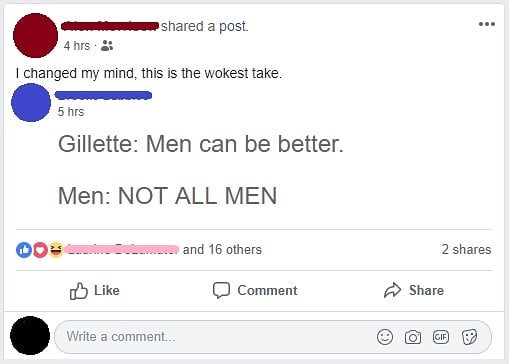 shared a post.
4 hrs ·
I changed my mind, this is the wokest take.
5 hrs
Gillette: Men can be better.
Men: NOT ALL MEN
and 16 others
2 shares
Like
Comment
Share
Write a comment...
GIF